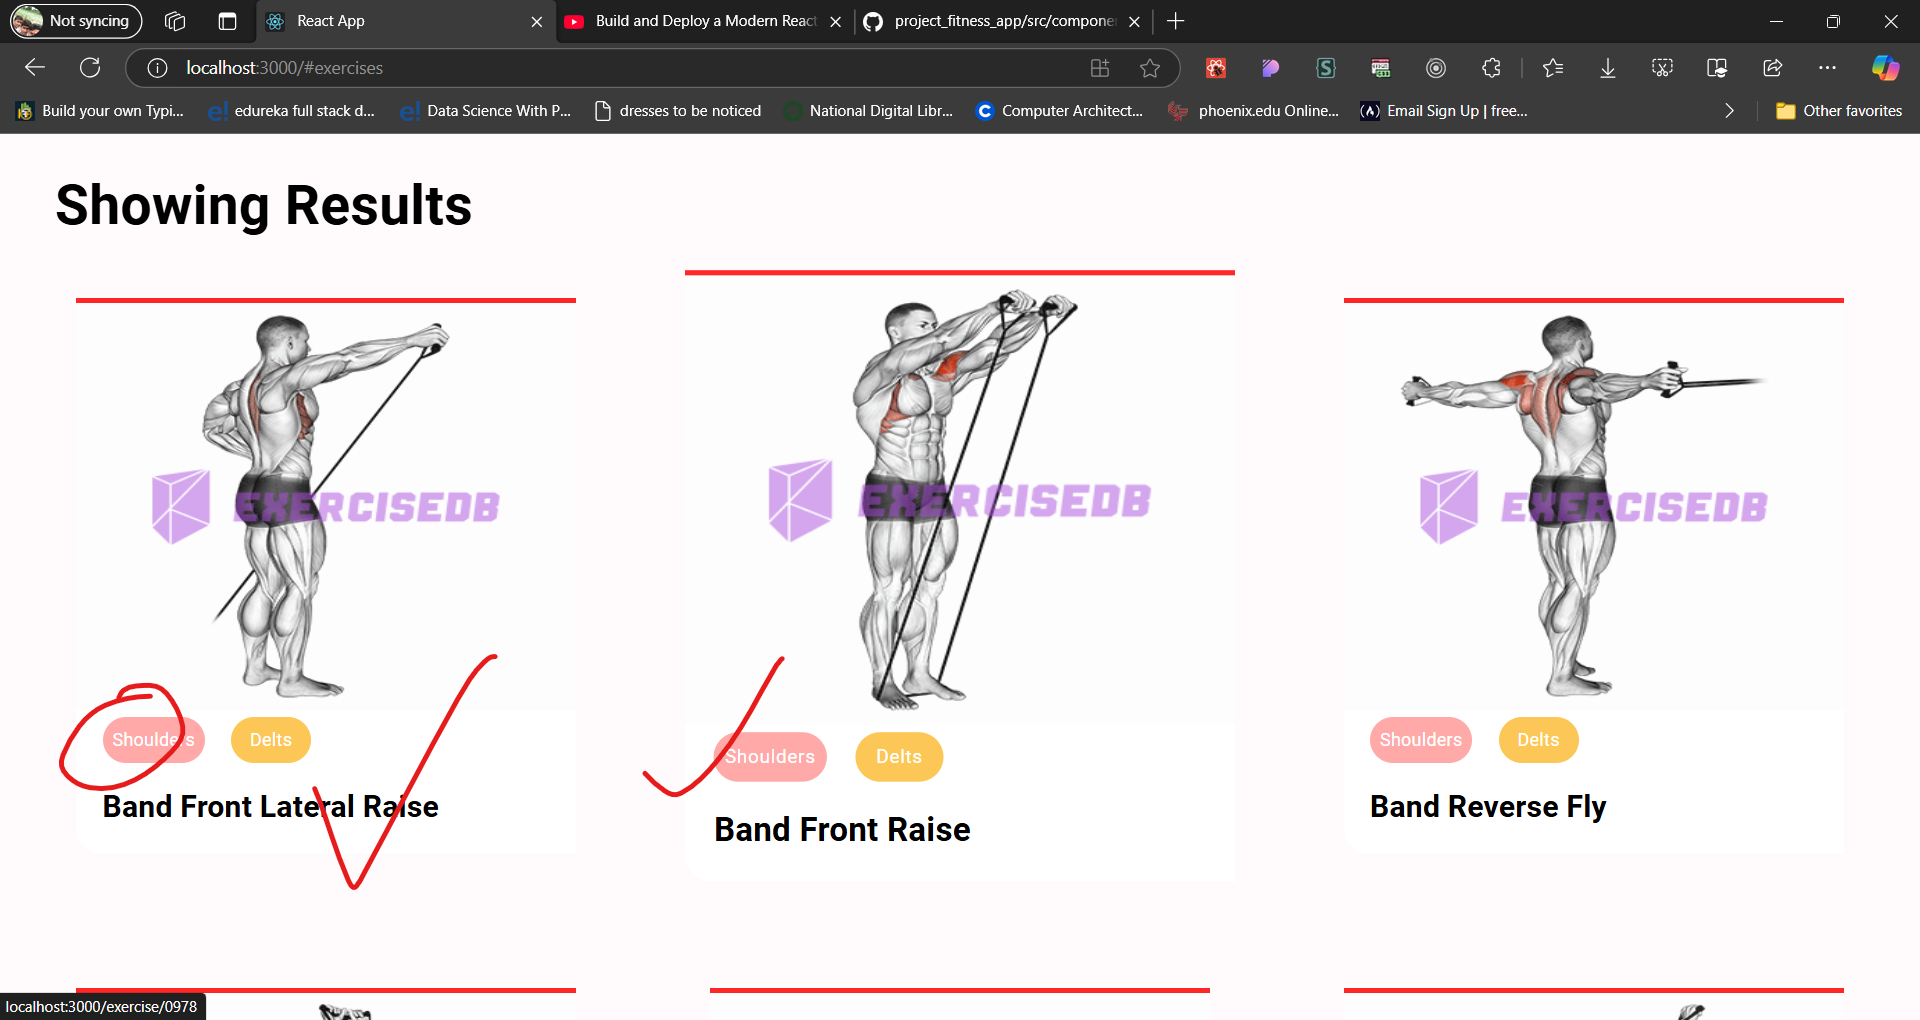 Not syncing
React App
Build and Deploy a Modern React
project_fitness_app/src/compone
localhost:3000/#exercises
Build your own Typi...
edureka full stack d...
Data Science With P...
dresses to be noticed
National Digital Libr...
Computer Architect...
phoenix.edu Online...
Email Sign Up | free...
Other favorites
Showing Results
EXERCISEDB
EXERCISEDB
EXERCISEDB
Shoulders
Delts
Band Front Lateral Raise
Shoulders
Delts
Band Front Raise
Shoulders
Delts
Band Reverse Fly
localhost:3000/exercise/0978